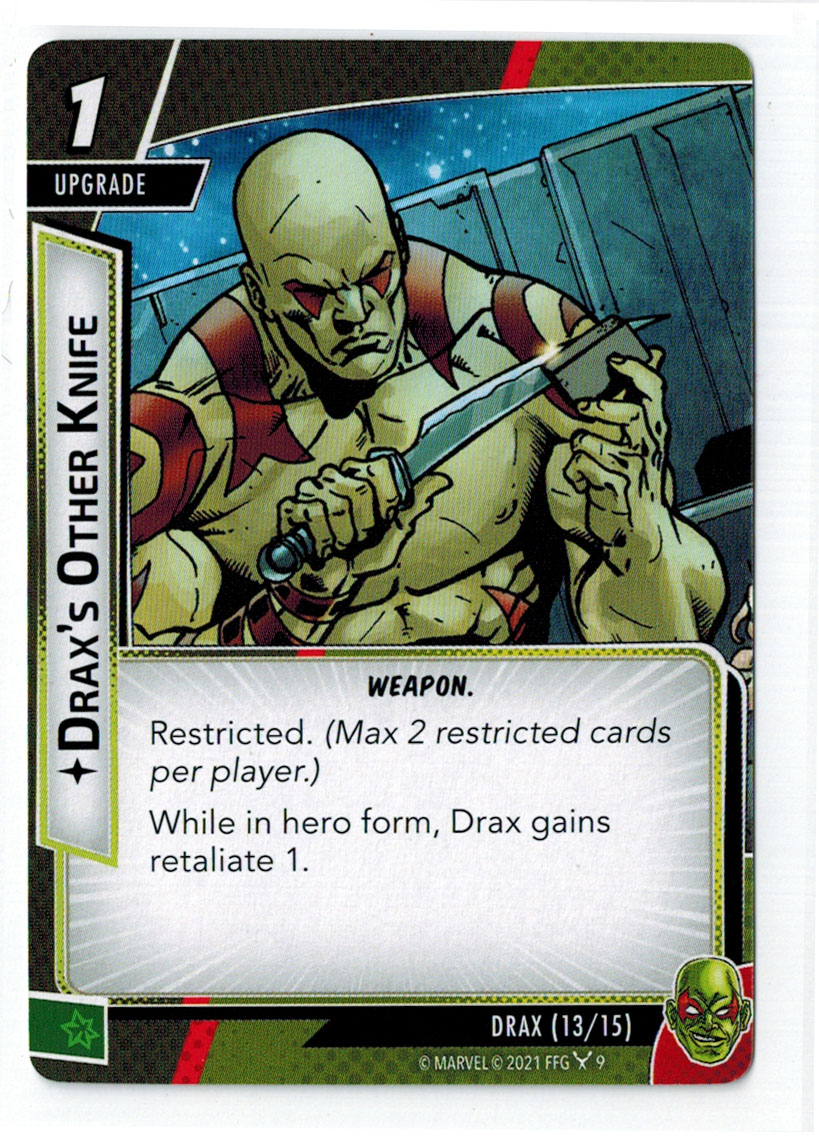 1
UPGRADE
DRAX'S OTHER KNIFE
WEAPON.
Restricted. (Max 2 restricted cards
per player.)
While in hero form, Drax gains
retaliate 1.
DRAX (13/15)
© MARVEL © 2021 FFG 9